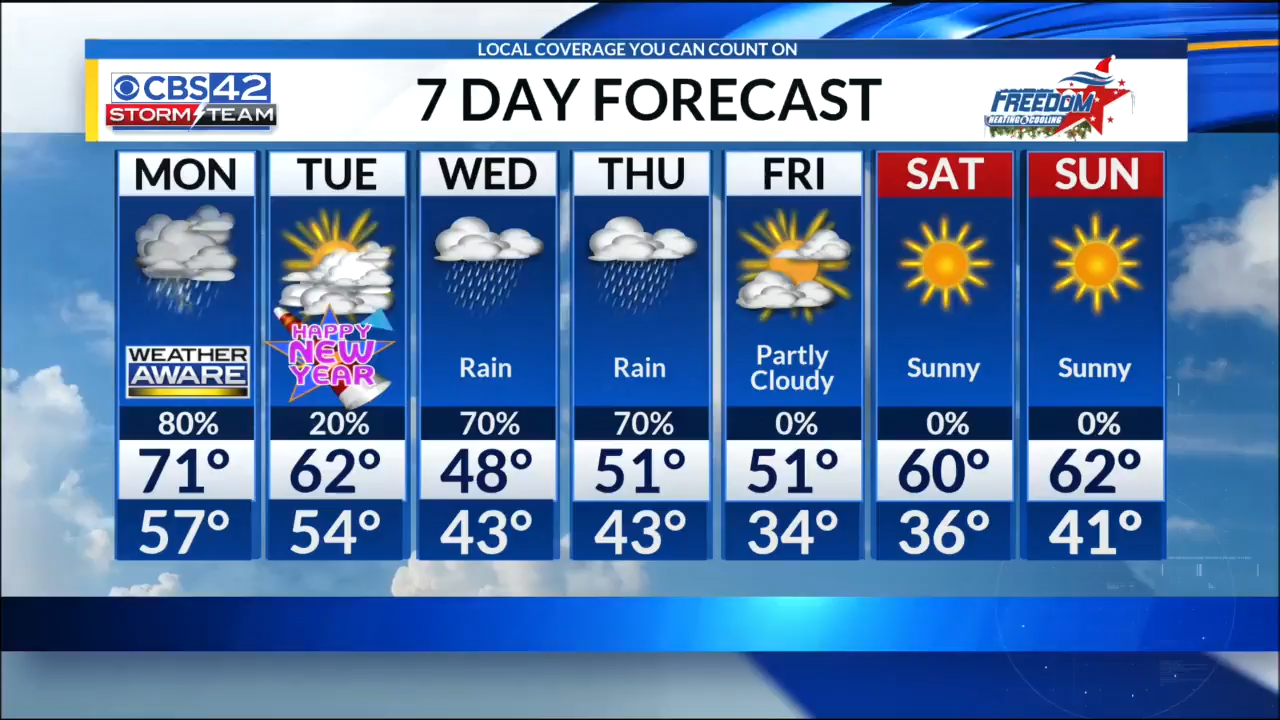 LOCAL COVERAGE YOU CAN COUNT ON
CBS 42
STORM TEAM
7 DAY FORECAST
FREEDOM
HEATING & COOLING
MON TUE WED THU FRI SAT SUN
WEATHER
AWARE
HAPPY
NEW
YEAR
Rain
Rain
Partly
Cloudy
Sunny
Sunny
80% 20% 70% 70% 0% 0% 0%
71° 62° 48° 51° 51° 60° 62°
57° 54° 43° 43° 34° 36° 41°